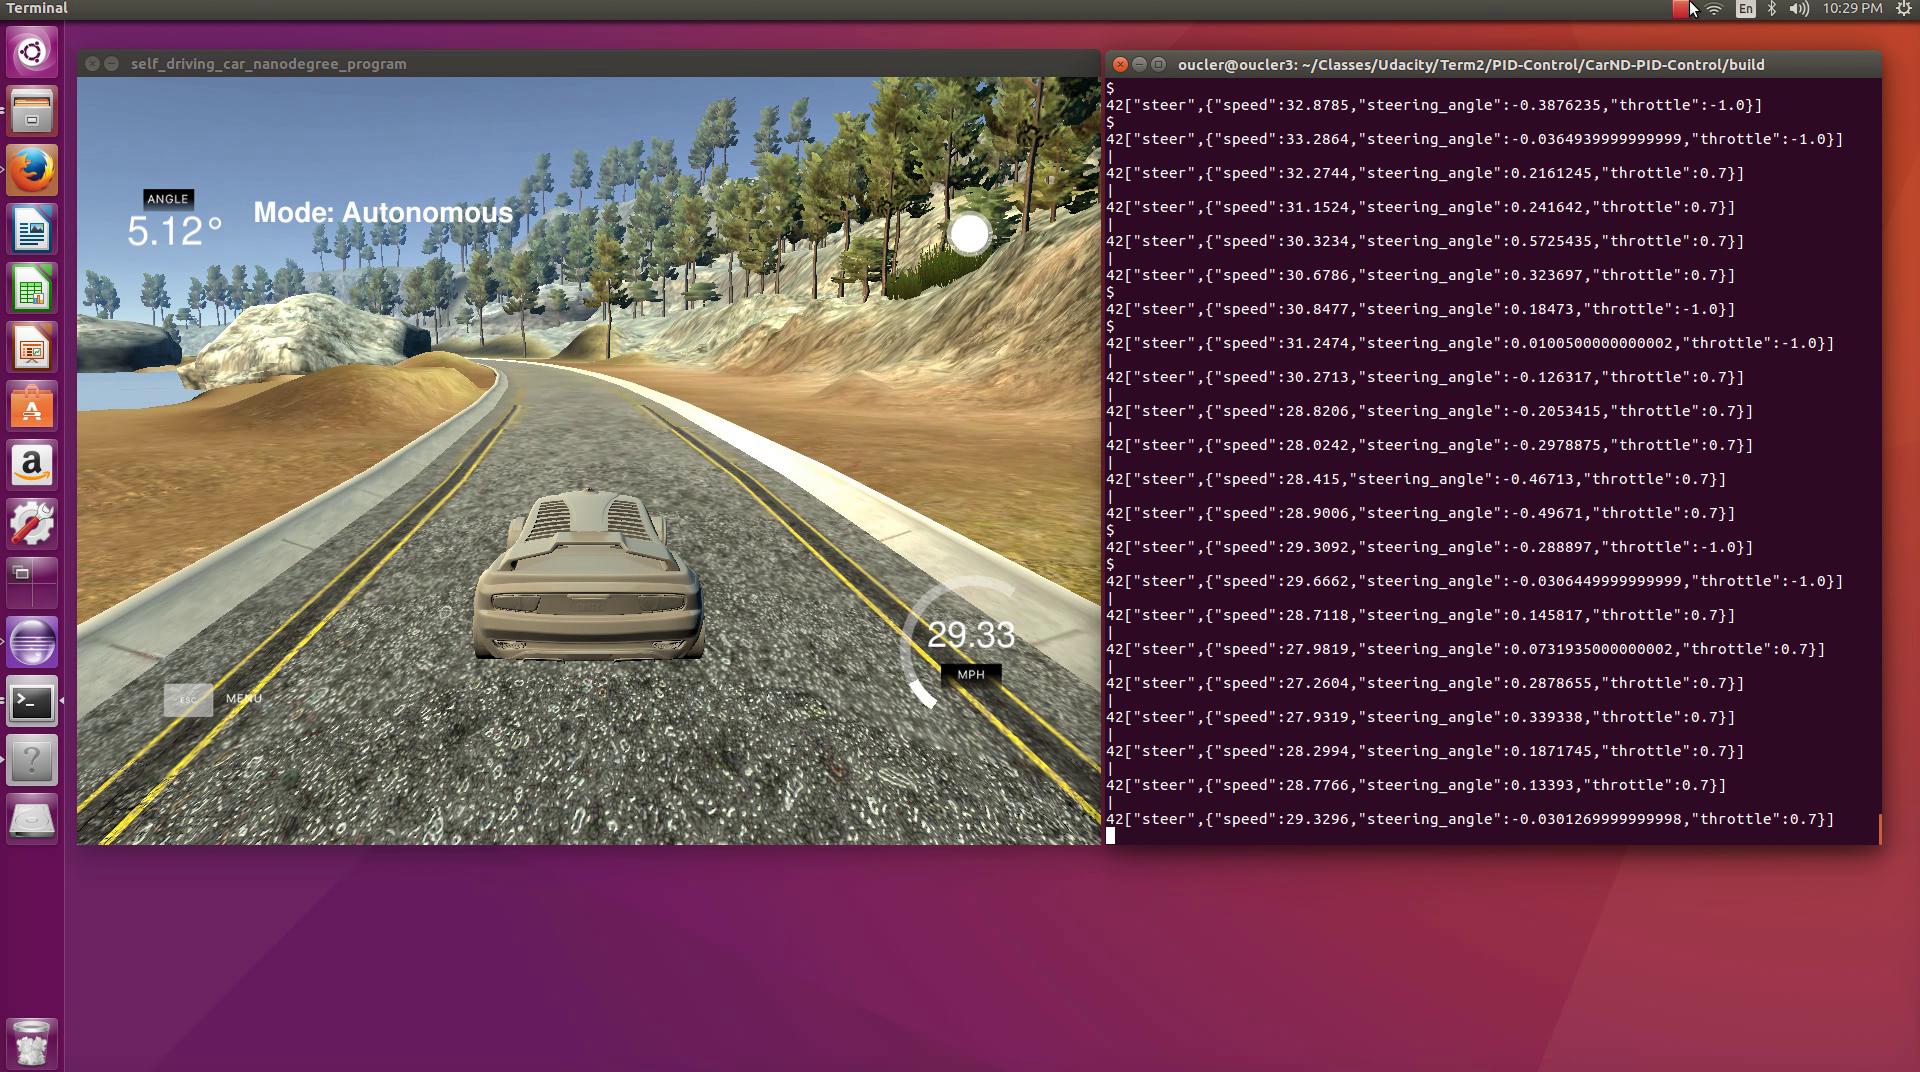 Terminal
En
10:29 PM
self_driving_car_nanodegree_program
ANGLE
5.12°
Mode: Autonomous
29.33
MPH
ESC
MENU
a
?
oucler@oucler3: ~/Classes/Udacity/Term2/PID-Control/CarND-PID-Control/build
$
42["steer",{"speed":32.8785,"steering_angle":-0.3876235,"throttle":-1.0}]
$
42["steer",{"speed":33.2864,"steering_angle":-0.0364939999999999,"throttle":-1.0}]
|
42["steer",{"speed":32.2744,"steering_angle":0.2161245,"throttle":0.7}]
|
42["steer",{"speed":31.1524,"steering_angle":0.241642,"throttle":0.7}]
|
42["steer",{"speed":30.3234,"steering_angle":0.5725435,"throttle":0.7}]
|
42["steer",{"speed":30.6786,"steering_angle":0.323697,"throttle":0.7}]
$
42["steer",{"speed":30.8477,"steering_angle":0.18473,"throttle":-1.0}]
$
42["steer",{"speed":31.2474,"steering_angle":0.0100500000000002,"throttle":-1.0}]
|
42["steer",{"speed":30.2713,"steering_angle":-0.126317,"throttle":0.7}]
|
42["steer",{"speed":28.8206,"steering_angle":-0.2053415,"throttle":0.7}]
|
42["steer",{"speed":28.0242,"steering_angle":-0.2978875,"throttle":0.7}]
|
42["steer",{"speed":28.415,"steering_angle":-0.46713,"throttle":0.7}]
|
42["steer",{"speed":28.9006,"steering_angle":-0.49671,"throttle":0.7}]
$
42["steer",{"speed":29.3092,"steering_angle":-0.288897,"throttle":-1.0}]
$
42["steer",{"speed":29.6662,"steering_angle":-0.0306449999999999,"throttle":-1.0}]
|
42["steer",{"speed":28.7118,"steering_angle":0.145817,"throttle":0.7}]
|
42["steer",{"speed":27.9819,"steering_angle":0.0731935000000002,"throttle":0.7}]
|
42["steer",{"speed":27.2604,"steering_angle":0.2878655,"throttle":0.7}]
|
42["steer",{"speed":27.9319,"steering_angle":0.339338,"throttle":0.7}]
|
42["steer",{"speed":28.2994,"steering_angle":0.1871745,"throttle":0.7}]
|
42["steer",{"speed":28.7766,"steering_angle":0.13393,"throttle":0.7}]
|
42["steer",{"speed":29.3296,"steering_angle":-0.0301269999999998,"throttle":0.7}]